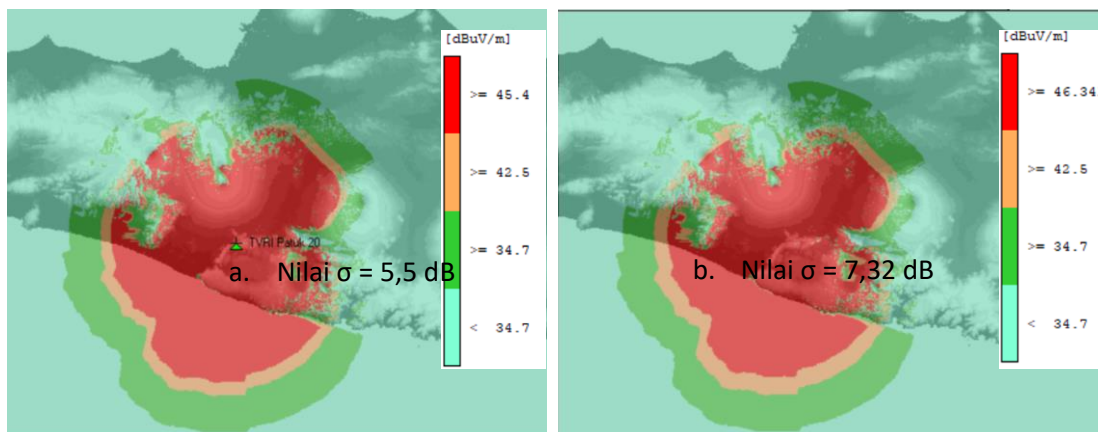 [dBuV/m]
>= 45.4
>= 42.5
>= 34.7
< 34.7
TVRI Patuk 20
a. Nilai σ = 5,5 dB
[dBuV/m]
>= 46.34
>= 42.5
>= 34.7
< 34.7
b. Nilai σ = 7,32 dB